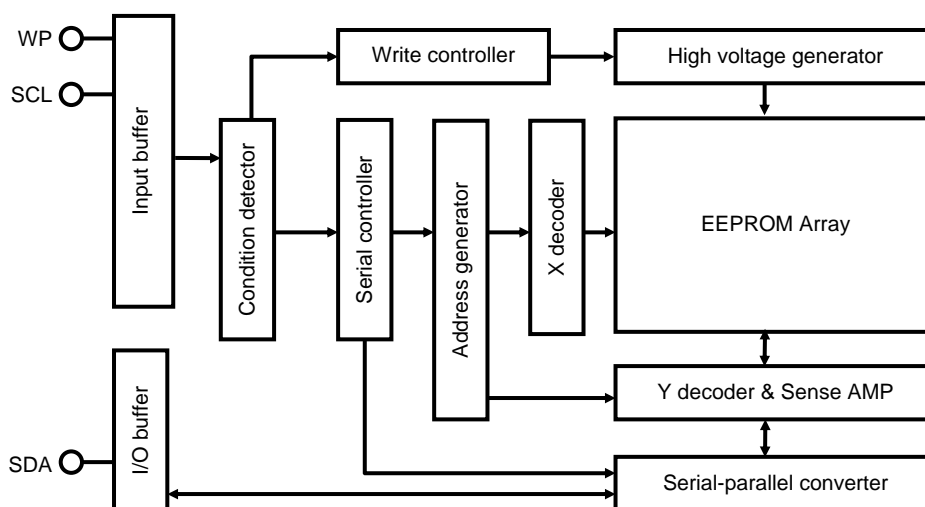 WP
SCL
SDA
Input buffer
I/O buffer
Condition detector
Write controller
Serial controller
Address generator
X decoder
High voltage generator
EEPROM Array
Y decoder & Sense AMP
Serial-parallel converter